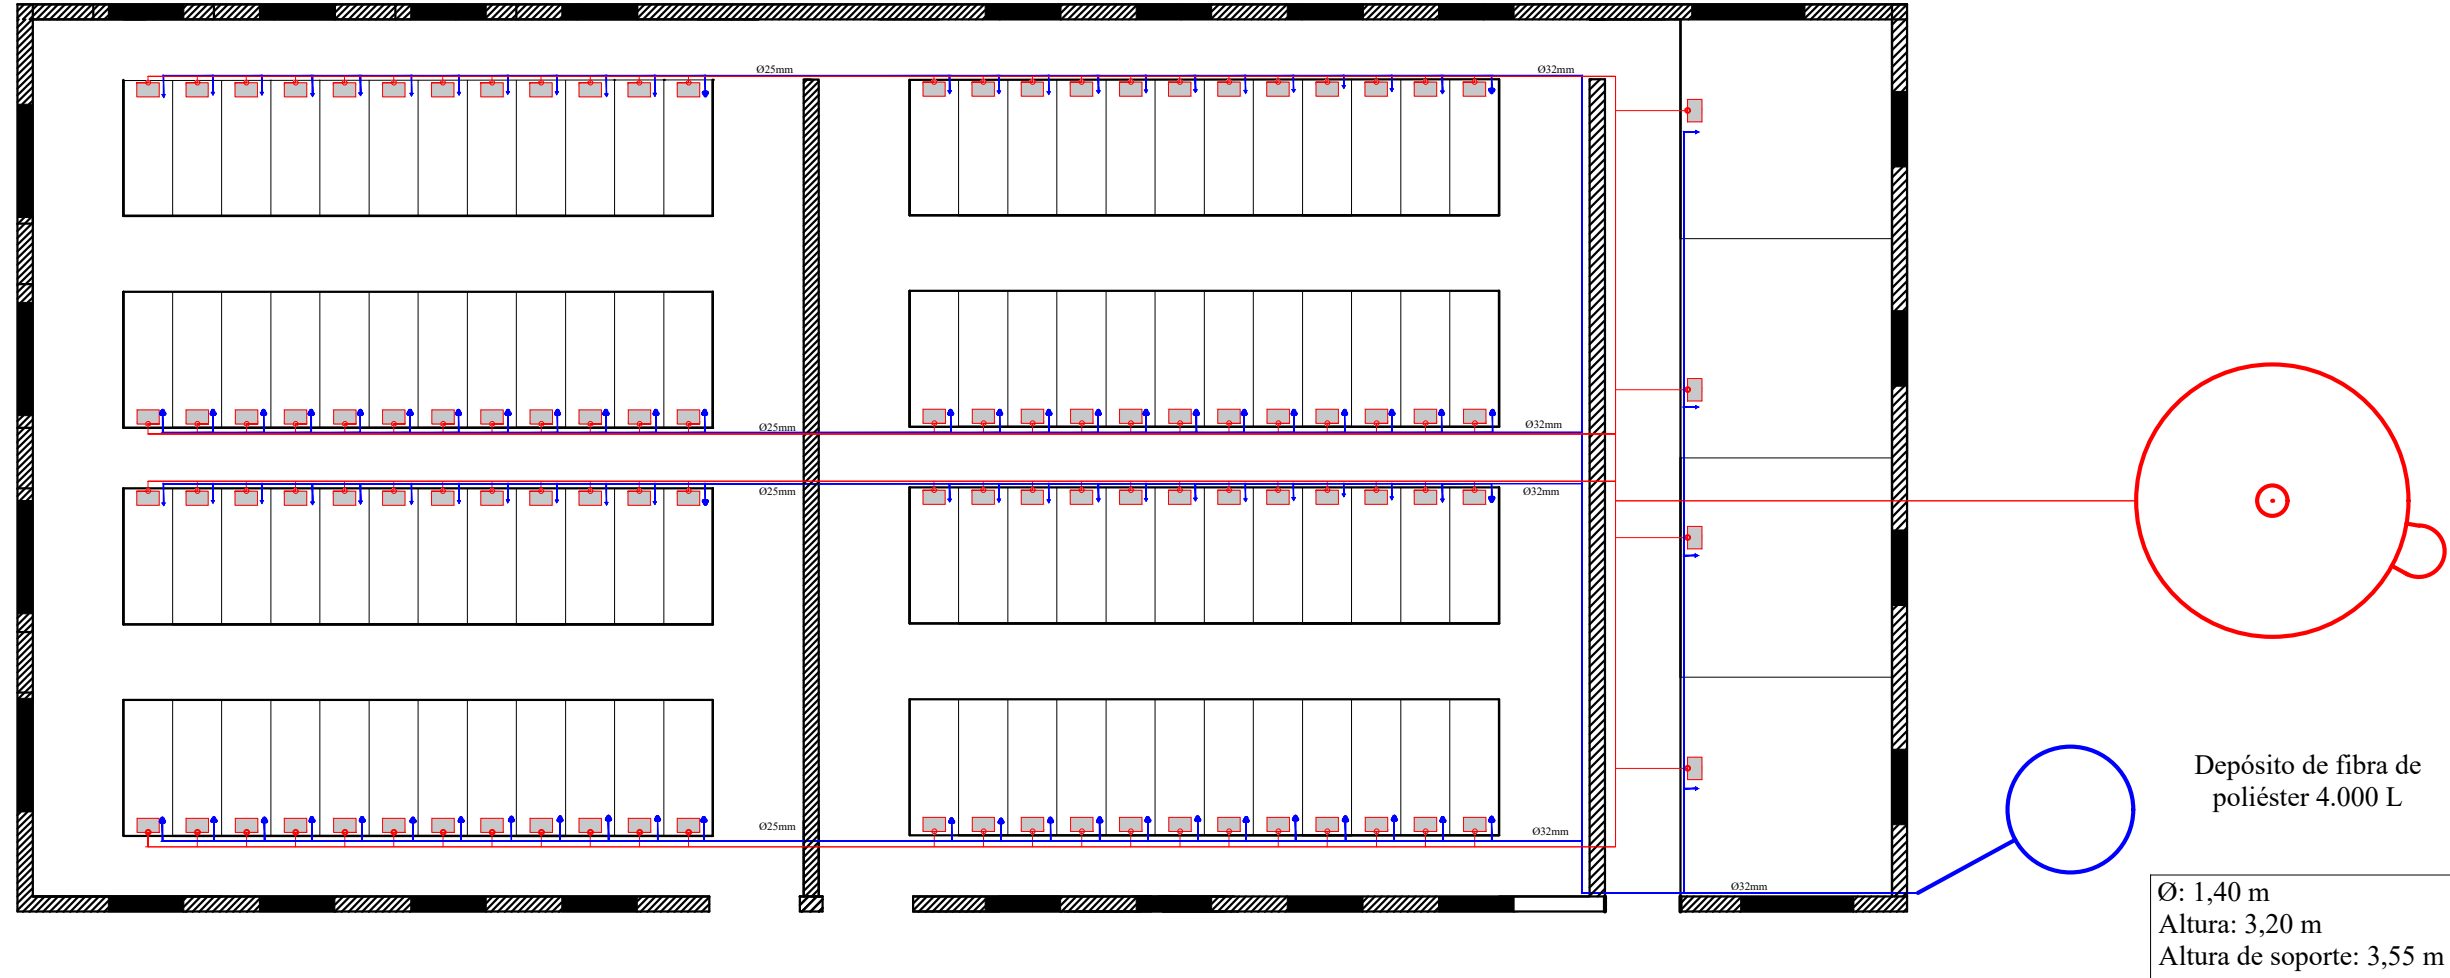 Ø25mm
Ø32mm
Ø25mm
Ø32mm
Ø25mm
Ø32mm
Ø25mm
Ø32mm
Ø32mm
Depósito de fibra de
poliéster 4.000 L
Ø: 1,40 m
Altura: 3,20 m
Altura de soporte: 3,55 m